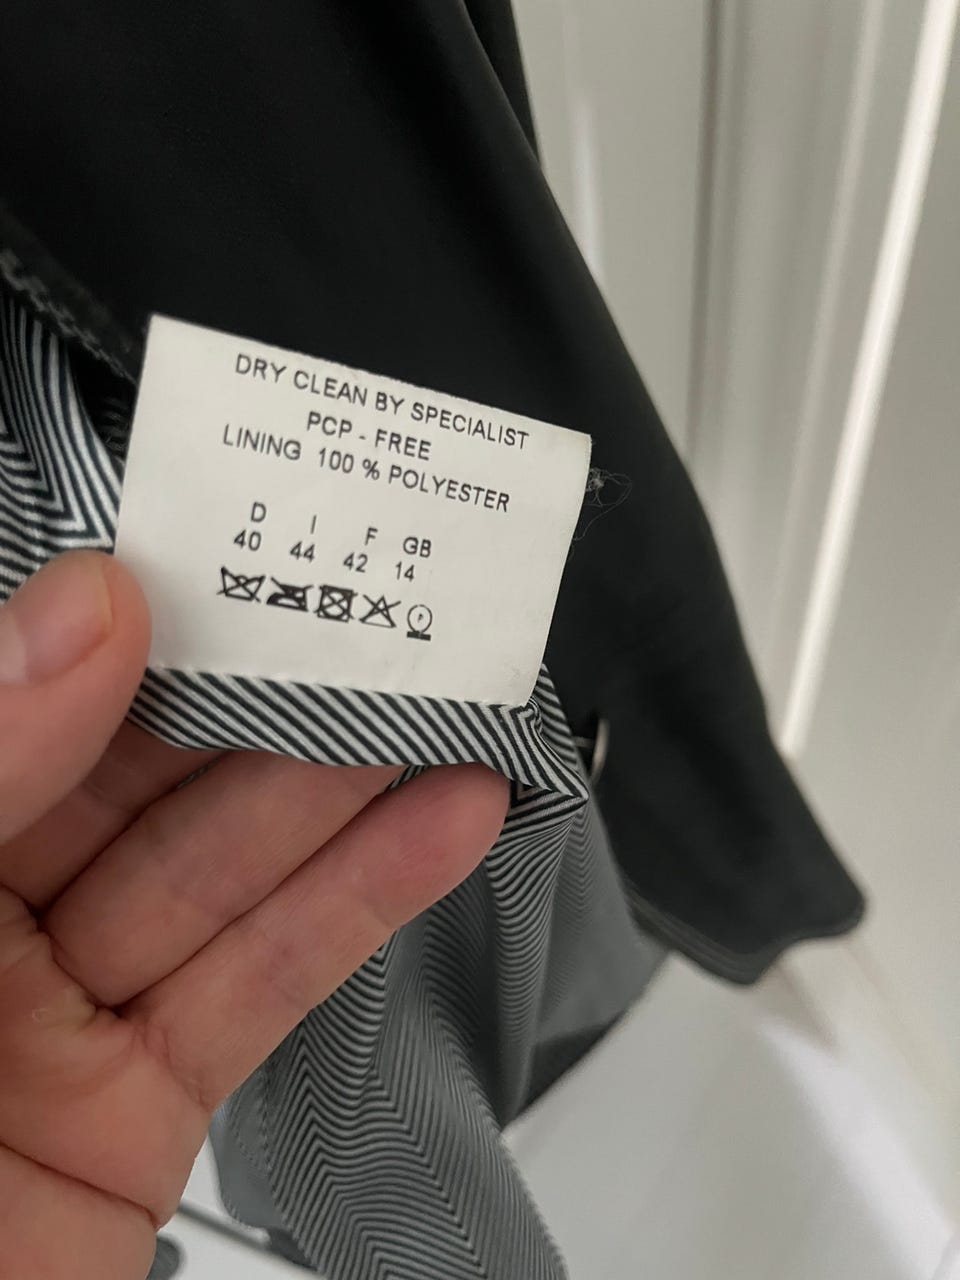 DRY CLEAN BY SPECIALIST
PCP - FREE
LINING 100 % POLYESTER
D I F GB
40 44 42 14
P